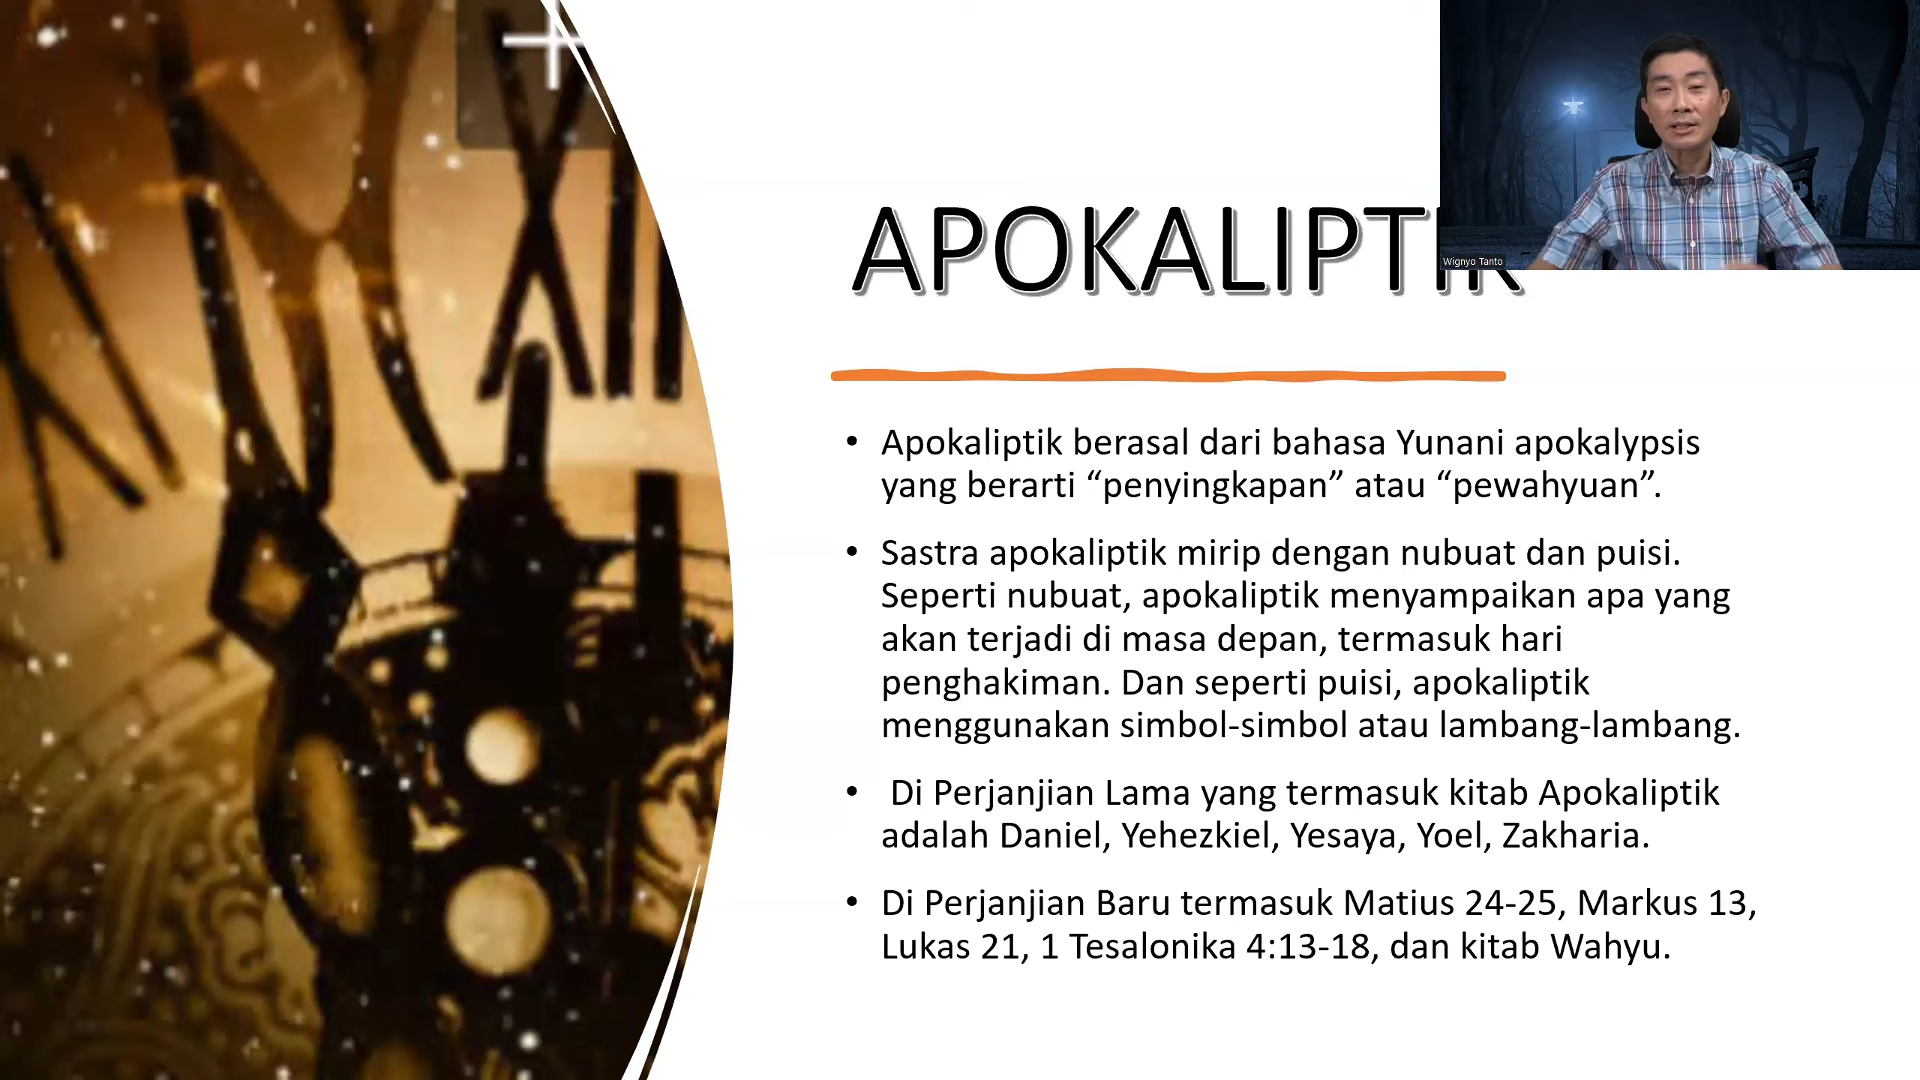 APOKALIPTIK
Wignyo Tanto
• Apokaliptik berasal dari bahasa Yunani apokalypsis
yang berarti “penyingkapan” atau “pewahyuan”.
• Sastra apokaliptik mirip dengan nubuat dan puisi.
Seperti nubuat, apokaliptik menyampaikan apa yang
akan terjadi di masa depan, termasuk hari
penghakiman. Dan seperti puisi, apokaliptik
menggunakan simbol-simbol atau lambang-lambang.
• Di Perjanjian Lama yang termasuk kitab Apokaliptik
adalah Daniel, Yehezkiel, Yesaya, Yoel, Zakharia.
• Di Perjanjian Baru termasuk Matius 24-25, Markus 13,
Lukas 21, 1 Tesalonika 4:13-18, dan kitab Wahyu.
XI
XII